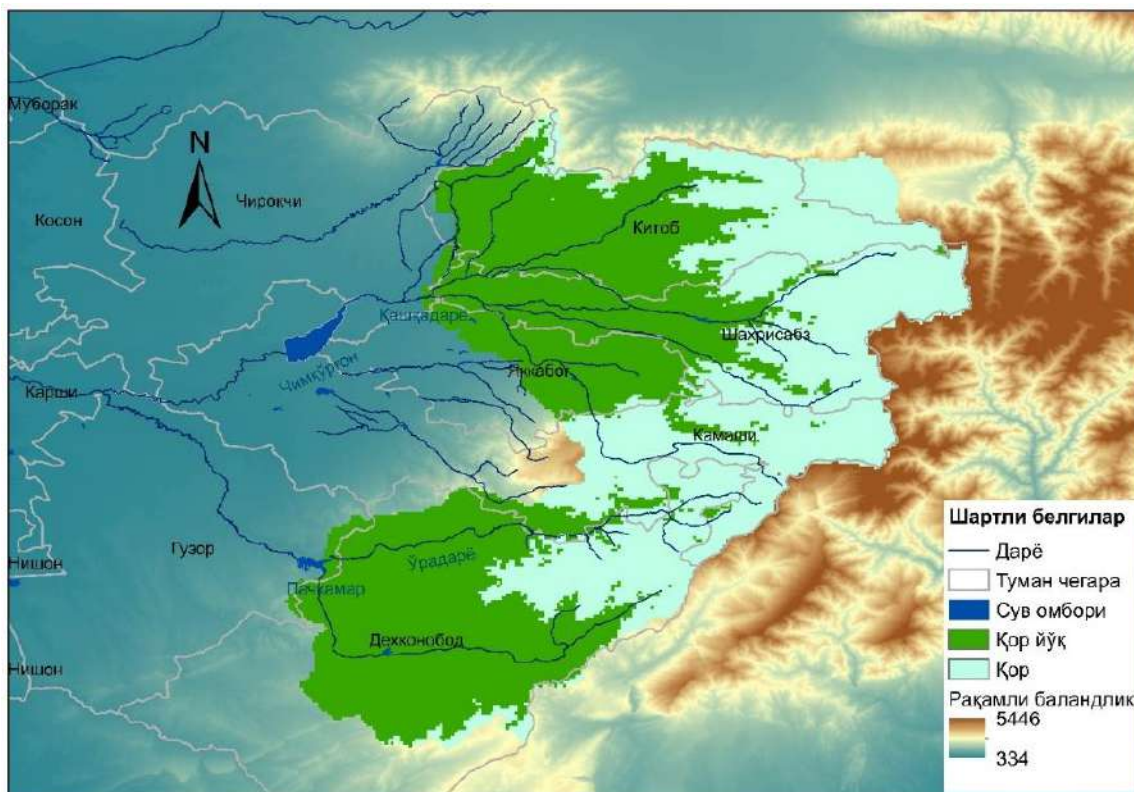 Муборак
N
Чирокчи
Косон
Китоб
Қашқадарё
Шахрисабз
Чимқўрғон
Яккабоғ
Карши
Камаши
Гузор
Ўрадарё
Нишон
Пачкамар
Дехконобод
Нишон
Шартли белгилар
Дарё
Туман чегара
Сув омбори
Қор йўқ
Қор
Рақамли баландлик
5446
334